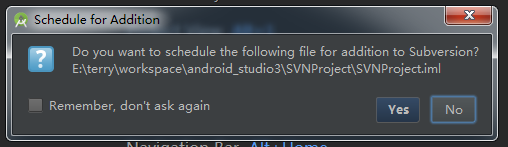 Schedule for Addition
Do you want to schedule the following file for addition to Subversion?
E:\terry\workspace\android_studio3\SVNProject\SVNProject.iml
Remember, don't ask again
Yes
No
Navigation Bar Alt+Home